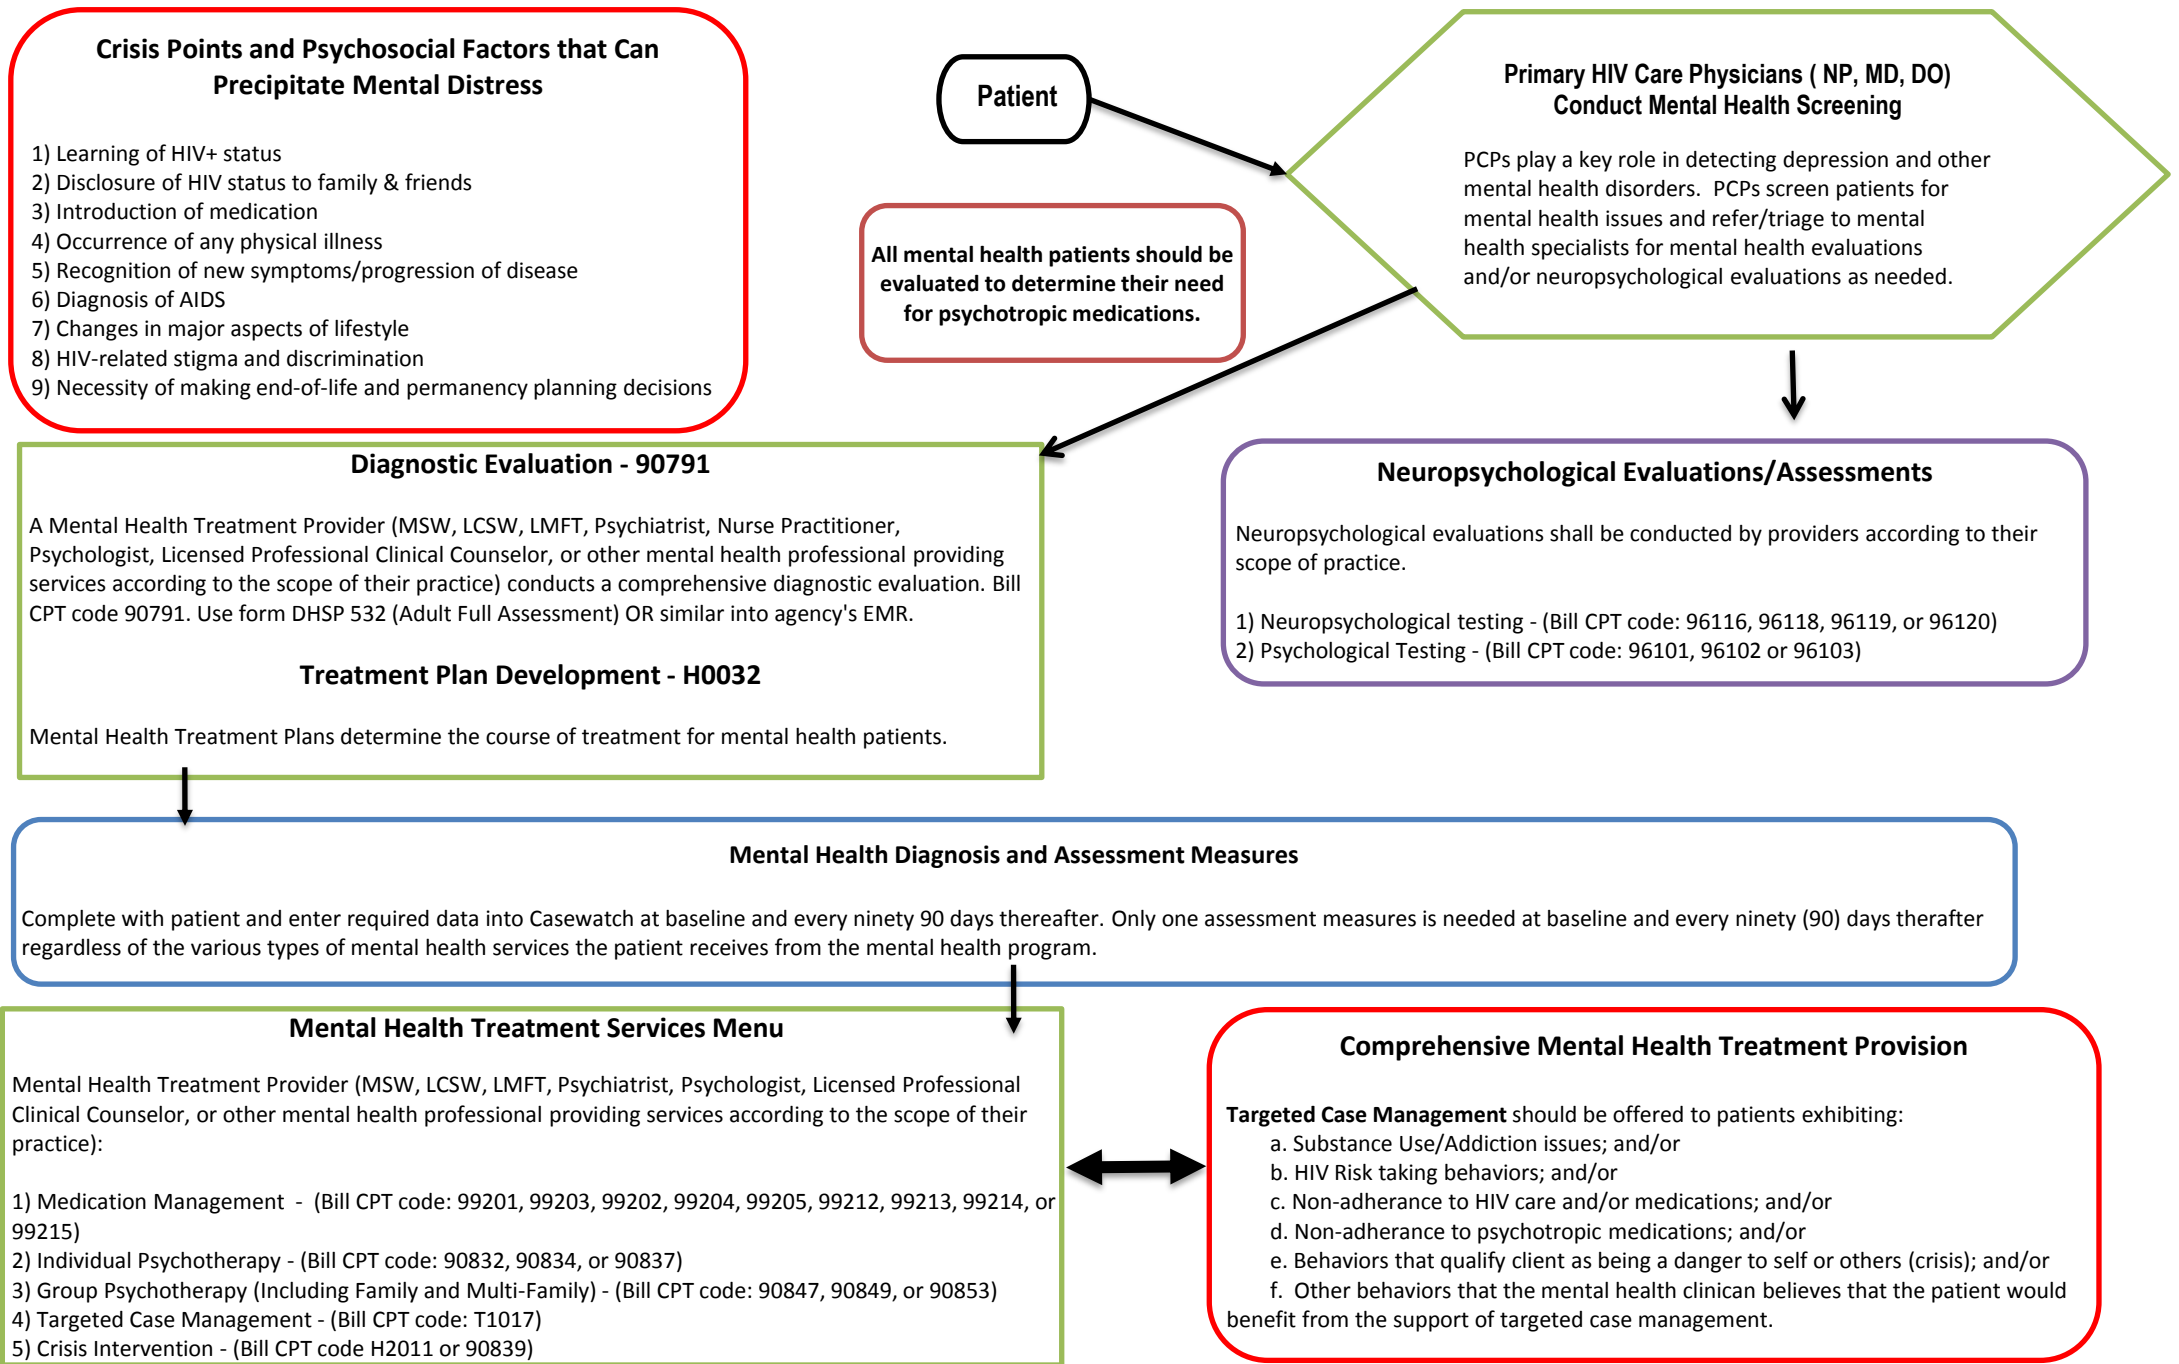 Crisis Points and Psychosocial Factors that Can
Precipitate Mental Distress
1) Learning of HIV+ status
2) Disclosure of HIV status to family & friends
3) Introduction of medication
4) Occurrence of any physical illness
5) Recognition of new symptoms/progression of disease
6) Diagnosis of AIDS
7) Changes in major aspects of lifestyle
8) HIV-related stigma and discrimination
9) Necessity of making end-of-life and permanency planning decisions
Patient
Primary HIV Care Physicians ( NP, MD, DO)
Conduct Mental Health Screening
PCPs play a key role in detecting depression and other
mental health disorders.  PCPs screen patients for
mental health issues and refer/triage to mental
health specialists for mental health evaluations
and/or neuropsychological evaluations as needed.
All mental health patients should be
evaluated to determine their need
for psychotropic medications.
Diagnostic Evaluation - 90791
A Mental Health Treatment Provider (MSW, LCSW, LMFT, Psychiatrist, Nurse Practitioner,
Psychologist, Licensed Professional Clinical Counselor, or other mental health professional providing
services according to the scope of their practice) conducts a comprehensive diagnostic evaluation. Bill
CPT code 90791. Use form DHSP 532 (Adult Full Assessment) OR similar into agency's EMR.
Treatment Plan Development - H0032
Mental Health Treatment Plans determine the course of treatment for mental health patients.
Neuropsychological Evaluations/Assessments
Neuropsychological evaluations shall be conducted by providers according to their
scope of practice.
1) Neuropsychological testing - (Bill CPT code: 96116, 96118, 96119, or 96120)
2) Psychological Testing - (Bill CPT code: 96101, 96102 or 96103)
Mental Health Diagnosis and Assessment Measures
Complete with patient and enter required data into Casewatch at baseline and every ninety 90 days thereafter. Only one assessment measures is needed at baseline and every ninety (90) days therafter
regardless of the various types of mental health services the patient receives from the mental health program.
Mental Health Treatment Services Menu
Mental Health Treatment Provider (MSW, LCSW, LMFT, Psychiatrist, Psychologist, Licensed Professional
Clinical Counselor, or other mental health professional providing services according to the scope of their
practice):
1) Medication Management  -  (Bill CPT code: 99201, 99203, 99202, 99204, 99205, 99212, 99213, 99214, or
99215)
2) Individual Psychotherapy - (Bill CPT code: 90832, 90834, or 90837)
3) Group Psychotherapy (Including Family and Multi-Family) - (Bill CPT code: 90847, 90849, or 90853)
4) Targeted Case Management - (Bill CPT code: T1017)
5) Crisis Intervention - (Bill CPT code H2011 or 90839)
Comprehensive Mental Health Treatment Provision
Targeted Case Management should be offered to patients exhibiting:
a. Substance Use/Addiction issues; and/or
b. HIV Risk taking behaviors; and/or
c. Non-adherance to HIV care and/or medications; and/or
d. Non-adherance to psychotropic medications; and/or
e. Behaviors that qualify client as being a danger to self or others (crisis); and/or
f.  Other behaviors that the mental health clinican believes that the patient would
benefit from the support of targeted case management.